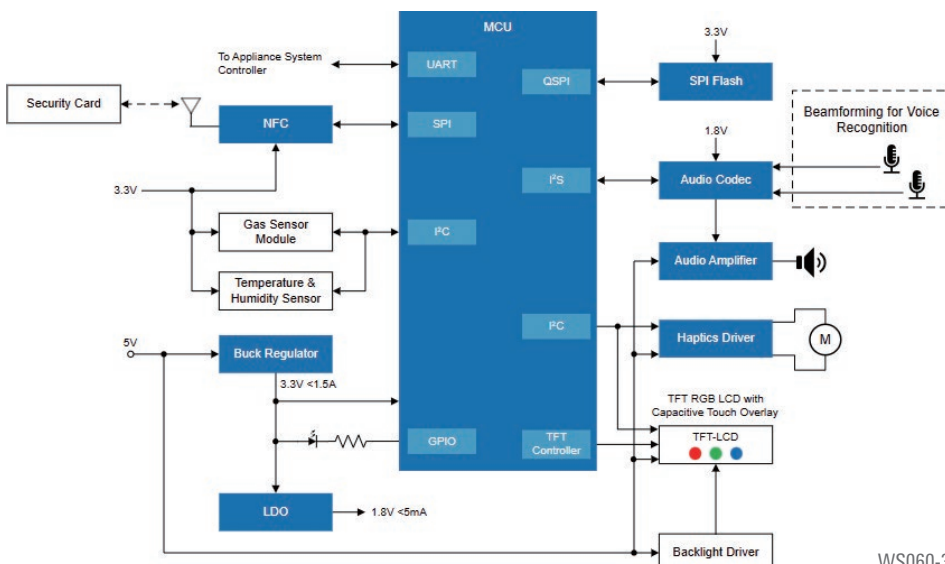 MCU
To Appliance System
Controller
UART
3.3V
QSPI
SPI Flash
Security Card
NFC
SPI
Beamforming for Voice
Recognition
1.8V
3.3V
I²S
Audio Codec
Gas Sensor
Module
I²C
Audio Amplifier
Temperature &
Humidity Sensor
I²C
Haptics Driver
M
5V
Buck Regulator
3.3V <1.5A
TFT RGB LCD with
Capacitive Touch Overlay
GPIO
TFT
Controller
TFT-LCD
LDO
1.8V <5mA
Backlight Driver